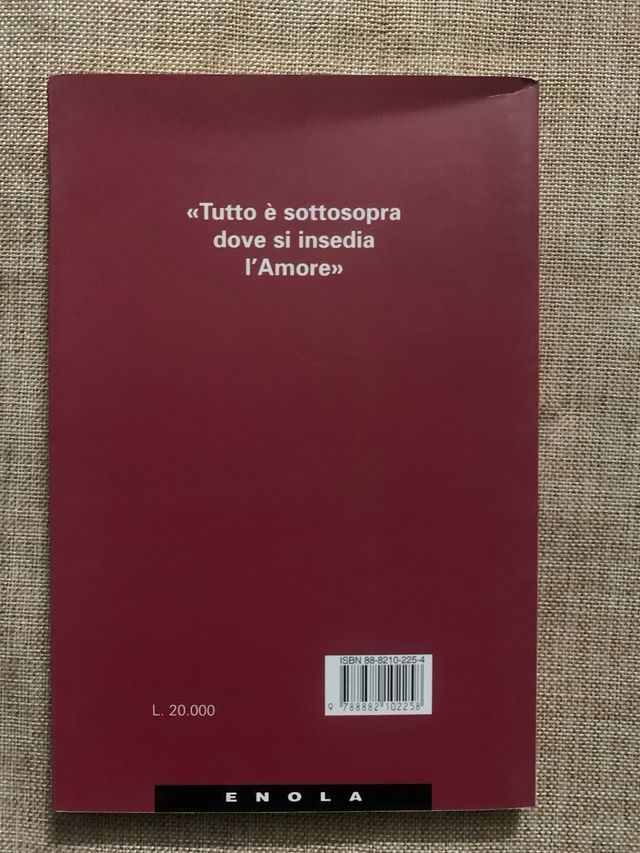 «Tutto è sottosopra
dove si insedia
l'Amore»
ISBN 88-8210-225-4
9 788882 102258
L. 20.000
ENOLA